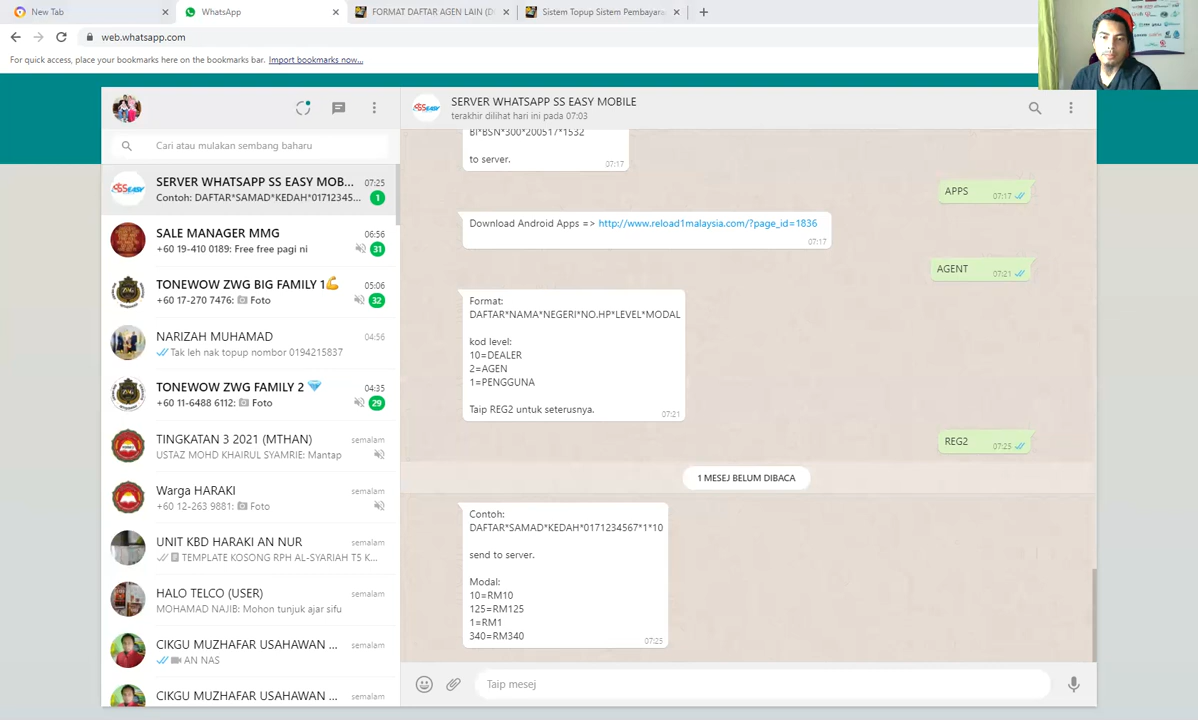 New Tab
WhatsApp
FORMAT DAFTAR AGEN LAIN (D
Sistem Topup Sistem Pembayar
web.whatsapp.com
For quick access, place your bookmarks here on the bookmarks bar. Import bookmarks now...
Cari atau mulakan sembang baharu
SERVER WHATSAPP SS EASY MOB... 07:25
Contoh: DAFTAR*SAMAD*KEDAH*01712345... 1
SALE MANAGER MMG 06:56
+60 19-410 0189: Free free pagi ni 31
TONEWOW ZWG BIG FAMILY 1💪 05:06
+60 17-270 7476: 📷 Foto 32
NARIZAH MUHAMAD 04:56
Tak leh nak topup nombor 0194215837
TONEWOW ZWG FAMILY 2 💎 04:35
+60 11-6488 6112: 📷 Foto 29
TINGKATAN 3 2021 (MTHAN) semalam
USTAZ MOHD KHAIRUL SYAMRIE: Mantap
Warga HARAKI semalam
+60 12-263 9881: 📷 Foto
UNIT KBD HARAKI AN NUR semalam
TEMPLATE KOSONG RPH AL-SYARIAH T5 K...
HALO TELCO (USER) semalam
MOHAMAD NAJIB: Mohon tunjuk ajar sifu
CIKGU MUZHAFAR USAHAWAN ... semalam
AN NAS
CIKGU MUZHAFAR USAHAWAN ... semalam
SERVER WHATSAPP SS EASY MOBILE
terakhir dilihat hari ini pada 07:03
BI*BSN*300*200517*1532
to server.
07:17
APPS 07:17
Download Android Apps => http://www.reload1malaysia.com/?page_id=1836
07:17
AGENT 07:21
Format:
DAFTAR*NAMA*NEGERI*NO.HP*LEVEL*MODAL
kod level:
10=DEALER
2=AGEN
1=PENGGUNA
Taip REG2 untuk seterusnya. 07:21
REG2 07:25
1 MESEJ BELUM DIBACA
Contoh:
DAFTAR*SAMAD*KEDAH*0171234567*1*10
send to server.
Modal:
10=RM10
125=RM125
1=RM1
340=RM340 07:25
Taip mesej